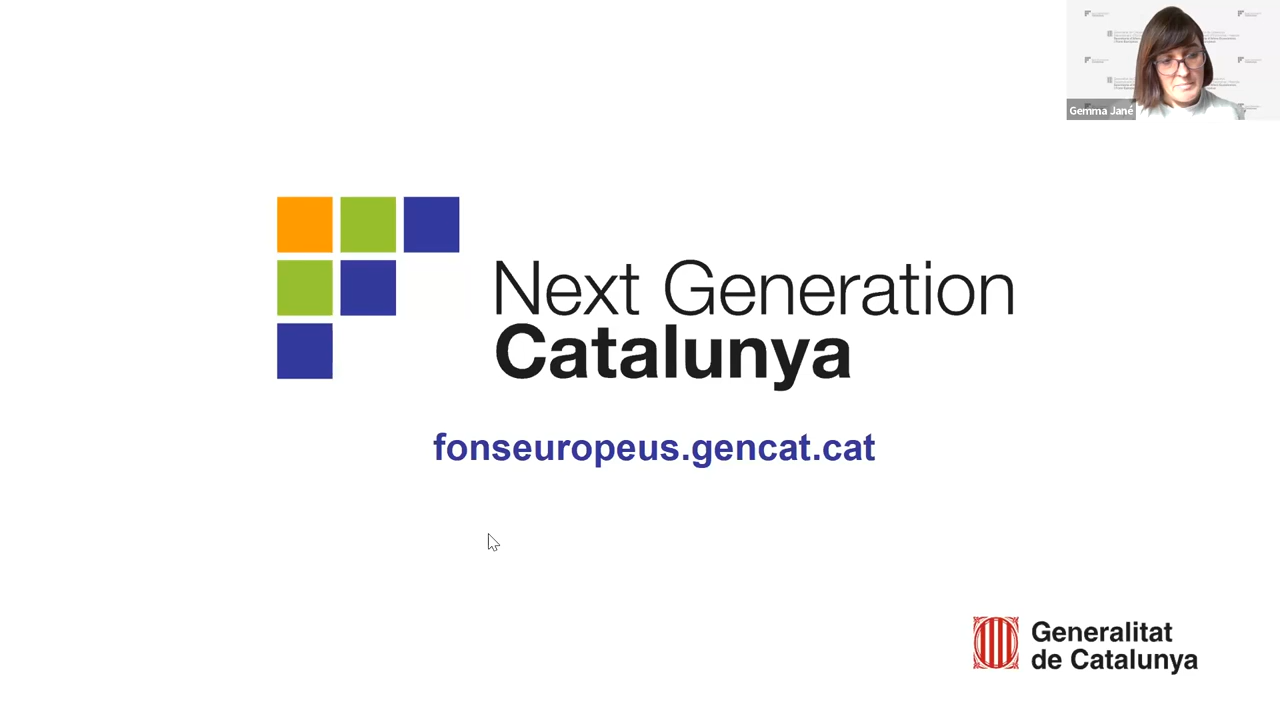 Gemma Jané
Next Generation
Catalunya
fonseuropeus.gencat.cat
Generalitat
de Catalunya